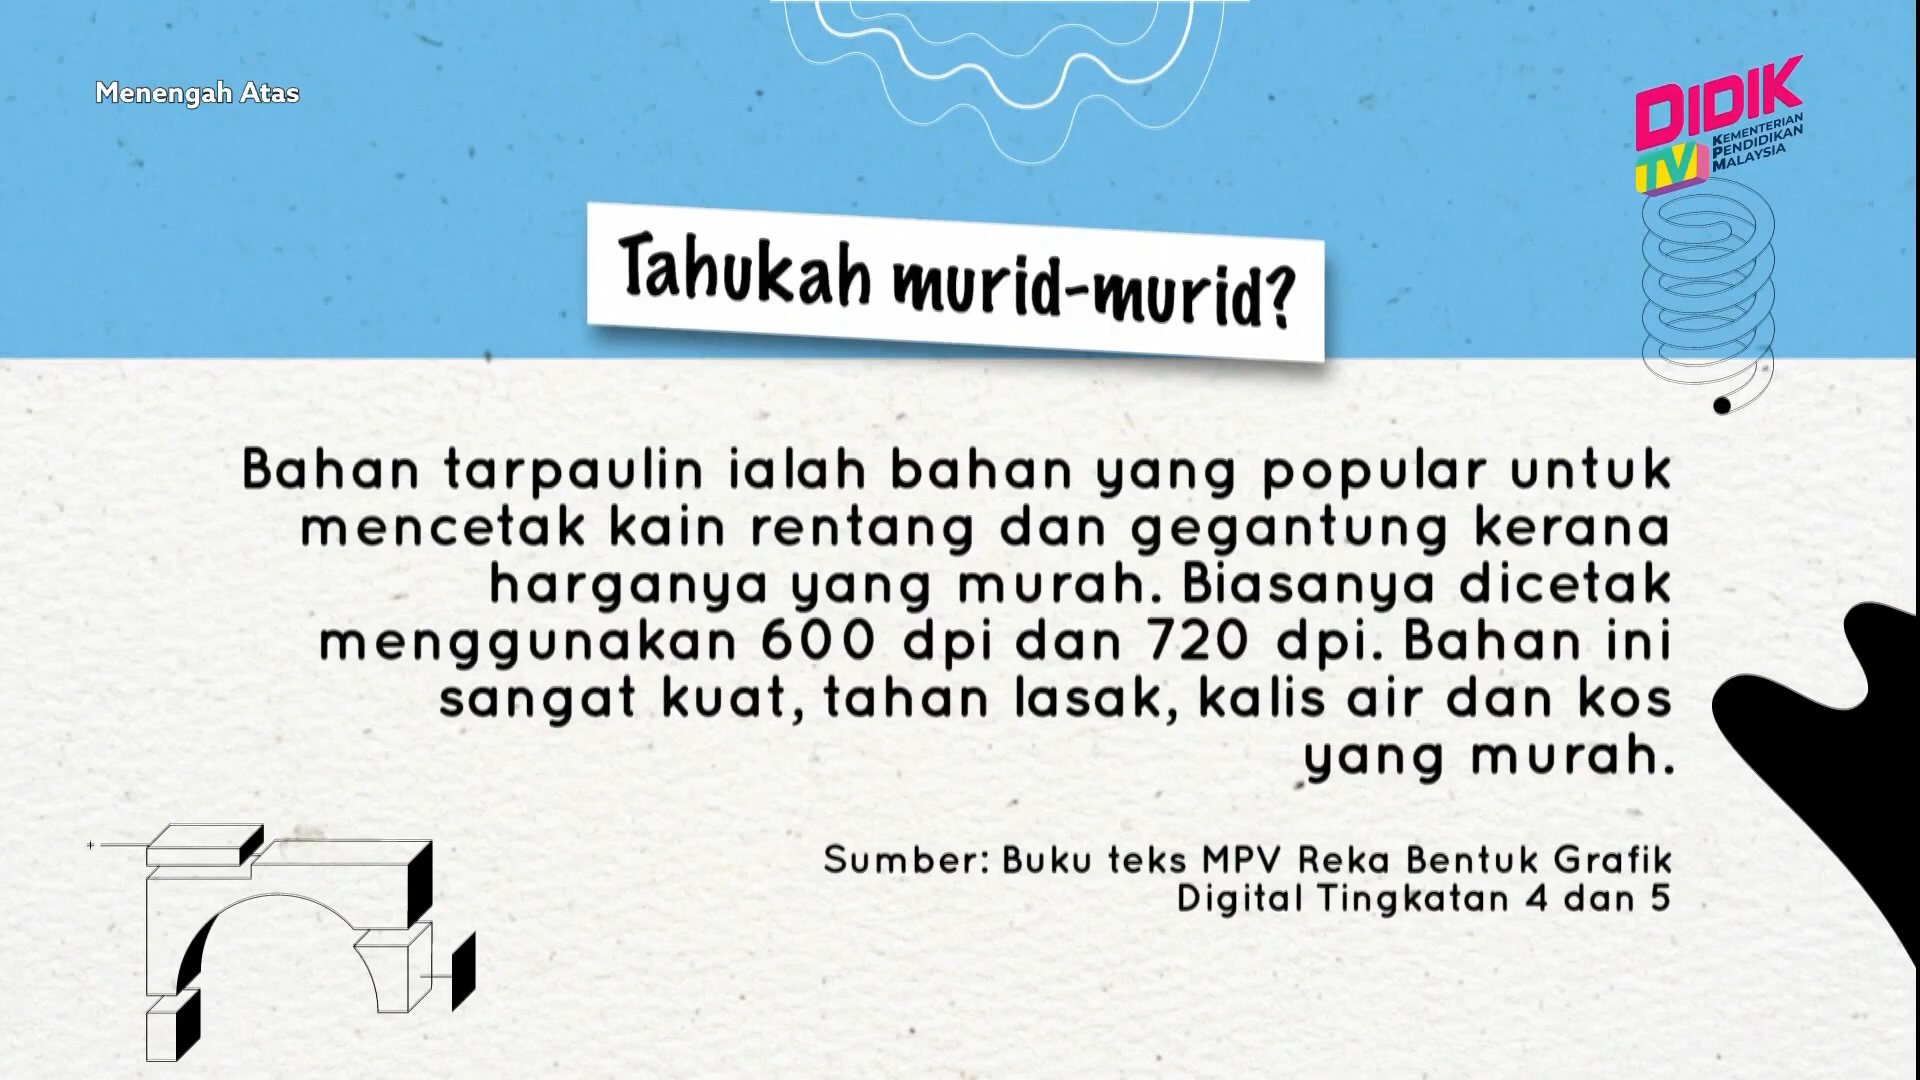 Menengah Atas
DIDIK
TV
KEMENTERIAN
PENDIDIKAN
MALAYSIA
Tahukah murid-murid?
Bahan tarpaulin ialah bahan yang popular untuk
mencetak kain rentang dan gegantung kerana
harganya yang murah. Biasanya dicetak
menggunakan 600 dpi dan 720 dpi. Bahan ini
sangat kuat, tahan lasak, kalis air dan kos
yang murah.
Sumber: Buku teks MPV Reka Bentuk Grafik
Digital Tingkatan 4 dan 5